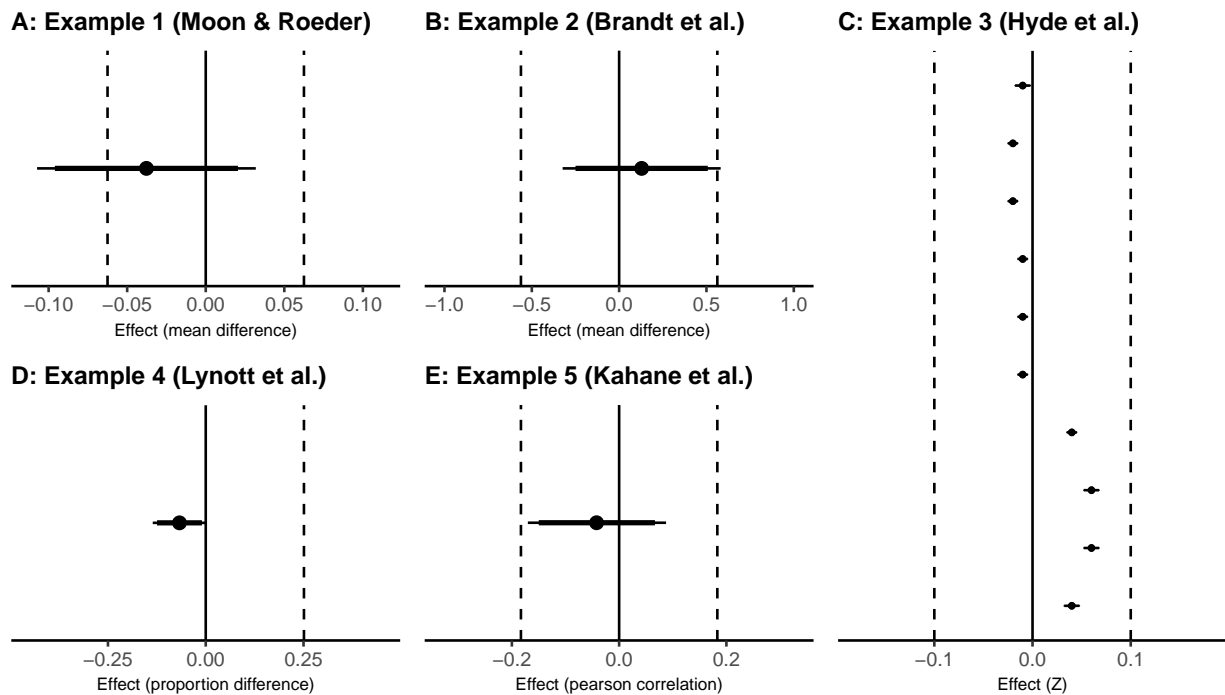 A: Example 1 (Moon & Roeder)
−0.10 −0.05 0.00 0.05 0.10
Effect (mean difference)
B: Example 2 (Brandt et al.)
−1.0 −0.5 0.0 0.5 1.0
Effect (mean difference)
C: Example 3 (Hyde et al.)
−0.1 0.0 0.1
Effect (Z)
D: Example 4 (Lynott et al.)
−0.25 0.00 0.25
Effect (proportion difference)
E: Example 5 (Kahane et al.)
−0.2 0.0 0.2
Effect (pearson correlation)